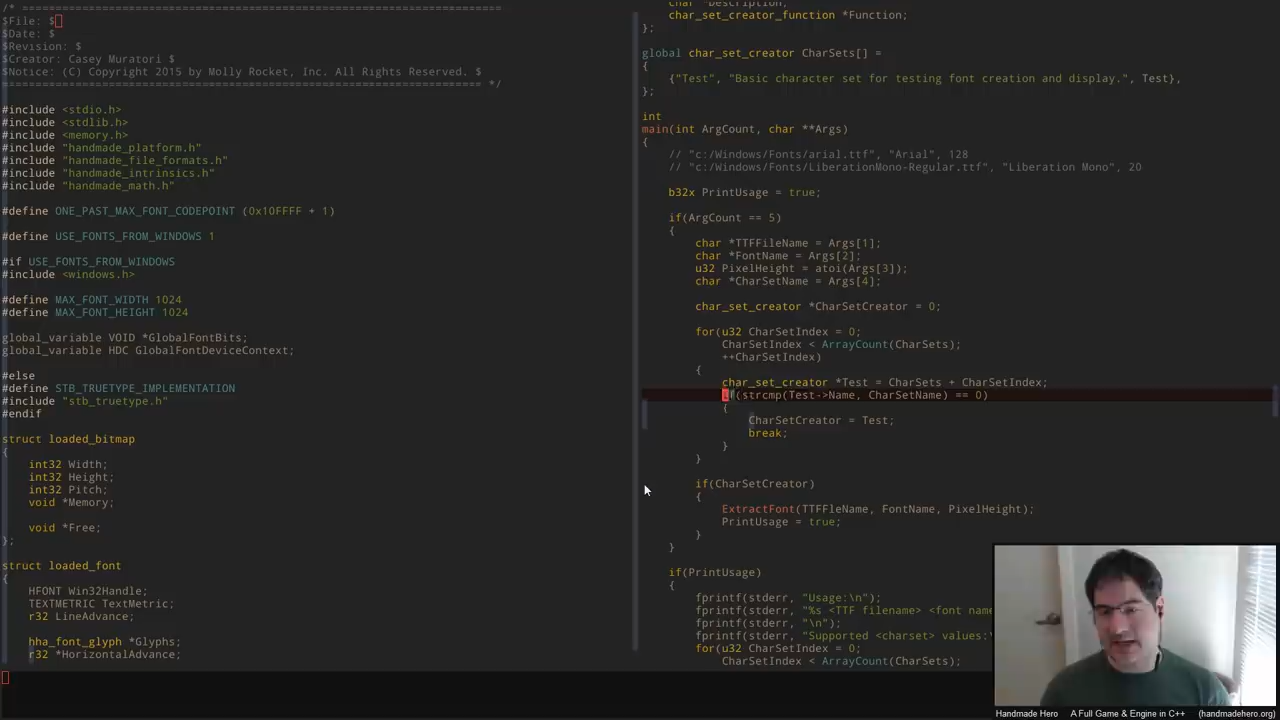 /* ===========================================================================
$File: $
$Date: $
$Revision: $
$Creator: Casey Muratori $
$Notice: (C) Copyright 2015 by Molly Rocket, Inc. All Rights Reserved. $
=========================================================================== */
#include <stdio.h>
#include <stdlib.h>
#include <memory.h>
#include "handmade_platform.h"
#include "handmade_file_formats.h"
#include "handmade_intrinsics.h"
#include "handmade_math.h"
#define ONE_PAST_MAX_FONT_CODEPOINT (0x10FFFF + 1)
#define USE_FONTS_FROM_WINDOWS 1
#if USE_FONTS_FROM_WINDOWS
#include <windows.h>
#define MAX_FONT_WIDTH 1024
#define MAX_FONT_HEIGHT 1024
global_variable VOID *GlobalFontBits;
global_variable HDC GlobalFontDeviceContext;
#else
#define STB_TRUETYPE_IMPLEMENTATION
#include "stb_truetype.h"
#endif
struct loaded_bitmap
{
int32 Width;
int32 Height;
int32 Pitch;
void *Memory;
void *Free;
};
struct loaded_font
{
HFONT Win32Handle;
TEXTMETRIC TextMetric;
r32 LineAdvance;
hha_font_glyph *Glyphs;
r32 *HorizontalAdvance;
char *Description;
char_set_creator_function *Function;
};
global char_set_creator CharSets[] =
{
{"Test", "Basic character set for testing font creation and display.", Test},
};
int
main(int ArgCount, char **Args)
{
// "c:/Windows/Fonts/arial.ttf", "Arial", 128
// "c:/Windows/Fonts/LiberationMono-Regular.ttf", "Liberation Mono", 20
b32x PrintUsage = true;
if(ArgCount == 5)
{
char *TTFFileName = Args[1];
char *FontName = Args[2];
u32 PixelHeight = atoi(Args[3]);
char *CharSetName = Args[4];
char_set_creator *CharSetCreator = 0;
for(u32 CharSetIndex = 0;
CharSetIndex < ArrayCount(CharSets);
++CharSetIndex)
{
char_set_creator *Test = CharSets + CharSetIndex;
if(strcmp(Test->Name, CharSetName) == 0)
{
CharSetCreator = Test;
break;
}
}
if(CharSetCreator)
{
ExtractFont(TTFFleName, FontName, PixelHeight);
PrintUsage = true;
}
}
if(PrintUsage)
{
fprintf(stderr, "Usage:\n");
fprintf(stderr, "%s <TTF filename> <font name
fprintf(stderr, "\n");
fprintf(stderr, "Supported <charset> values:\
for(u32 CharSetIndex = 0;
CharSetIndex < ArrayCount(CharSets);
Handmade Hero A Full Game & Engine in C++ (handmadehero.org)